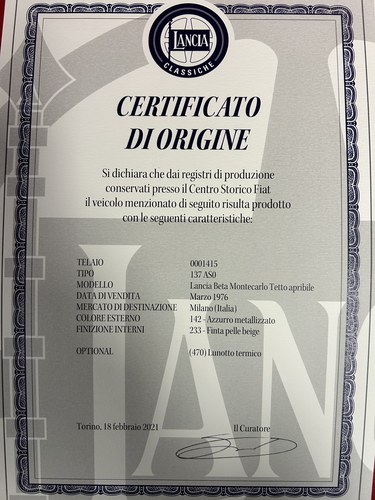 LANCIA
CLASSICHE
CERTIFICATO
DI ORIGINE
Si dichiara che dai registri di produzione
conservati presso il Centro Storico Fiat
il veicolo menzionato di seguito risulta prodotto
con le seguenti caratteristiche:
TELAIO 0001415
TIPO 137 AS0
MODELLO Lancia Beta Montecarlo Tetto apribile
DATA DI VENDITA Marzo 1976
MERCATO DI DESTINAZIONE Milano (Italia)
COLORE ESTERNO 142 - Azzurro metallizzato
FINIZIONE INTERNI 233 - Finta pelle beige
OPTIONAL (470) Lunotto termico
Torino, 18 febbraio 2021 Il Curatore
LAN